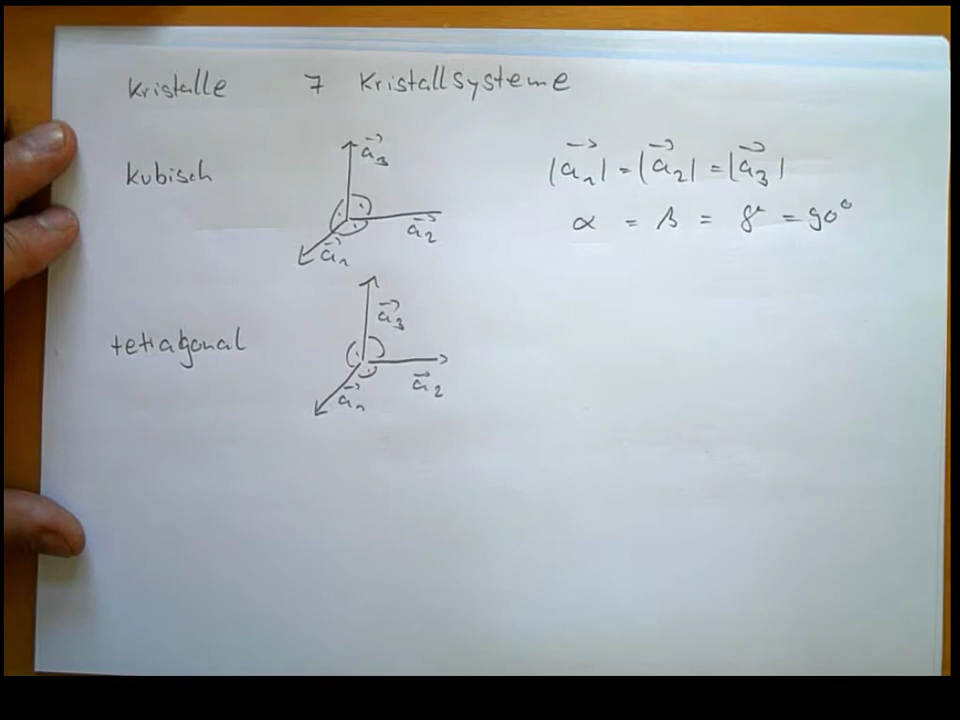 Kristalle 7 Kristallsysteme
kubisch a⃗₃ a⃗₂ a⃗₁ |a⃗₁| = |a⃗₂| = |a⃗₃|
α = β = γ = 90°
tetragonal a⃗₃ a⃗₂ a⃗₁